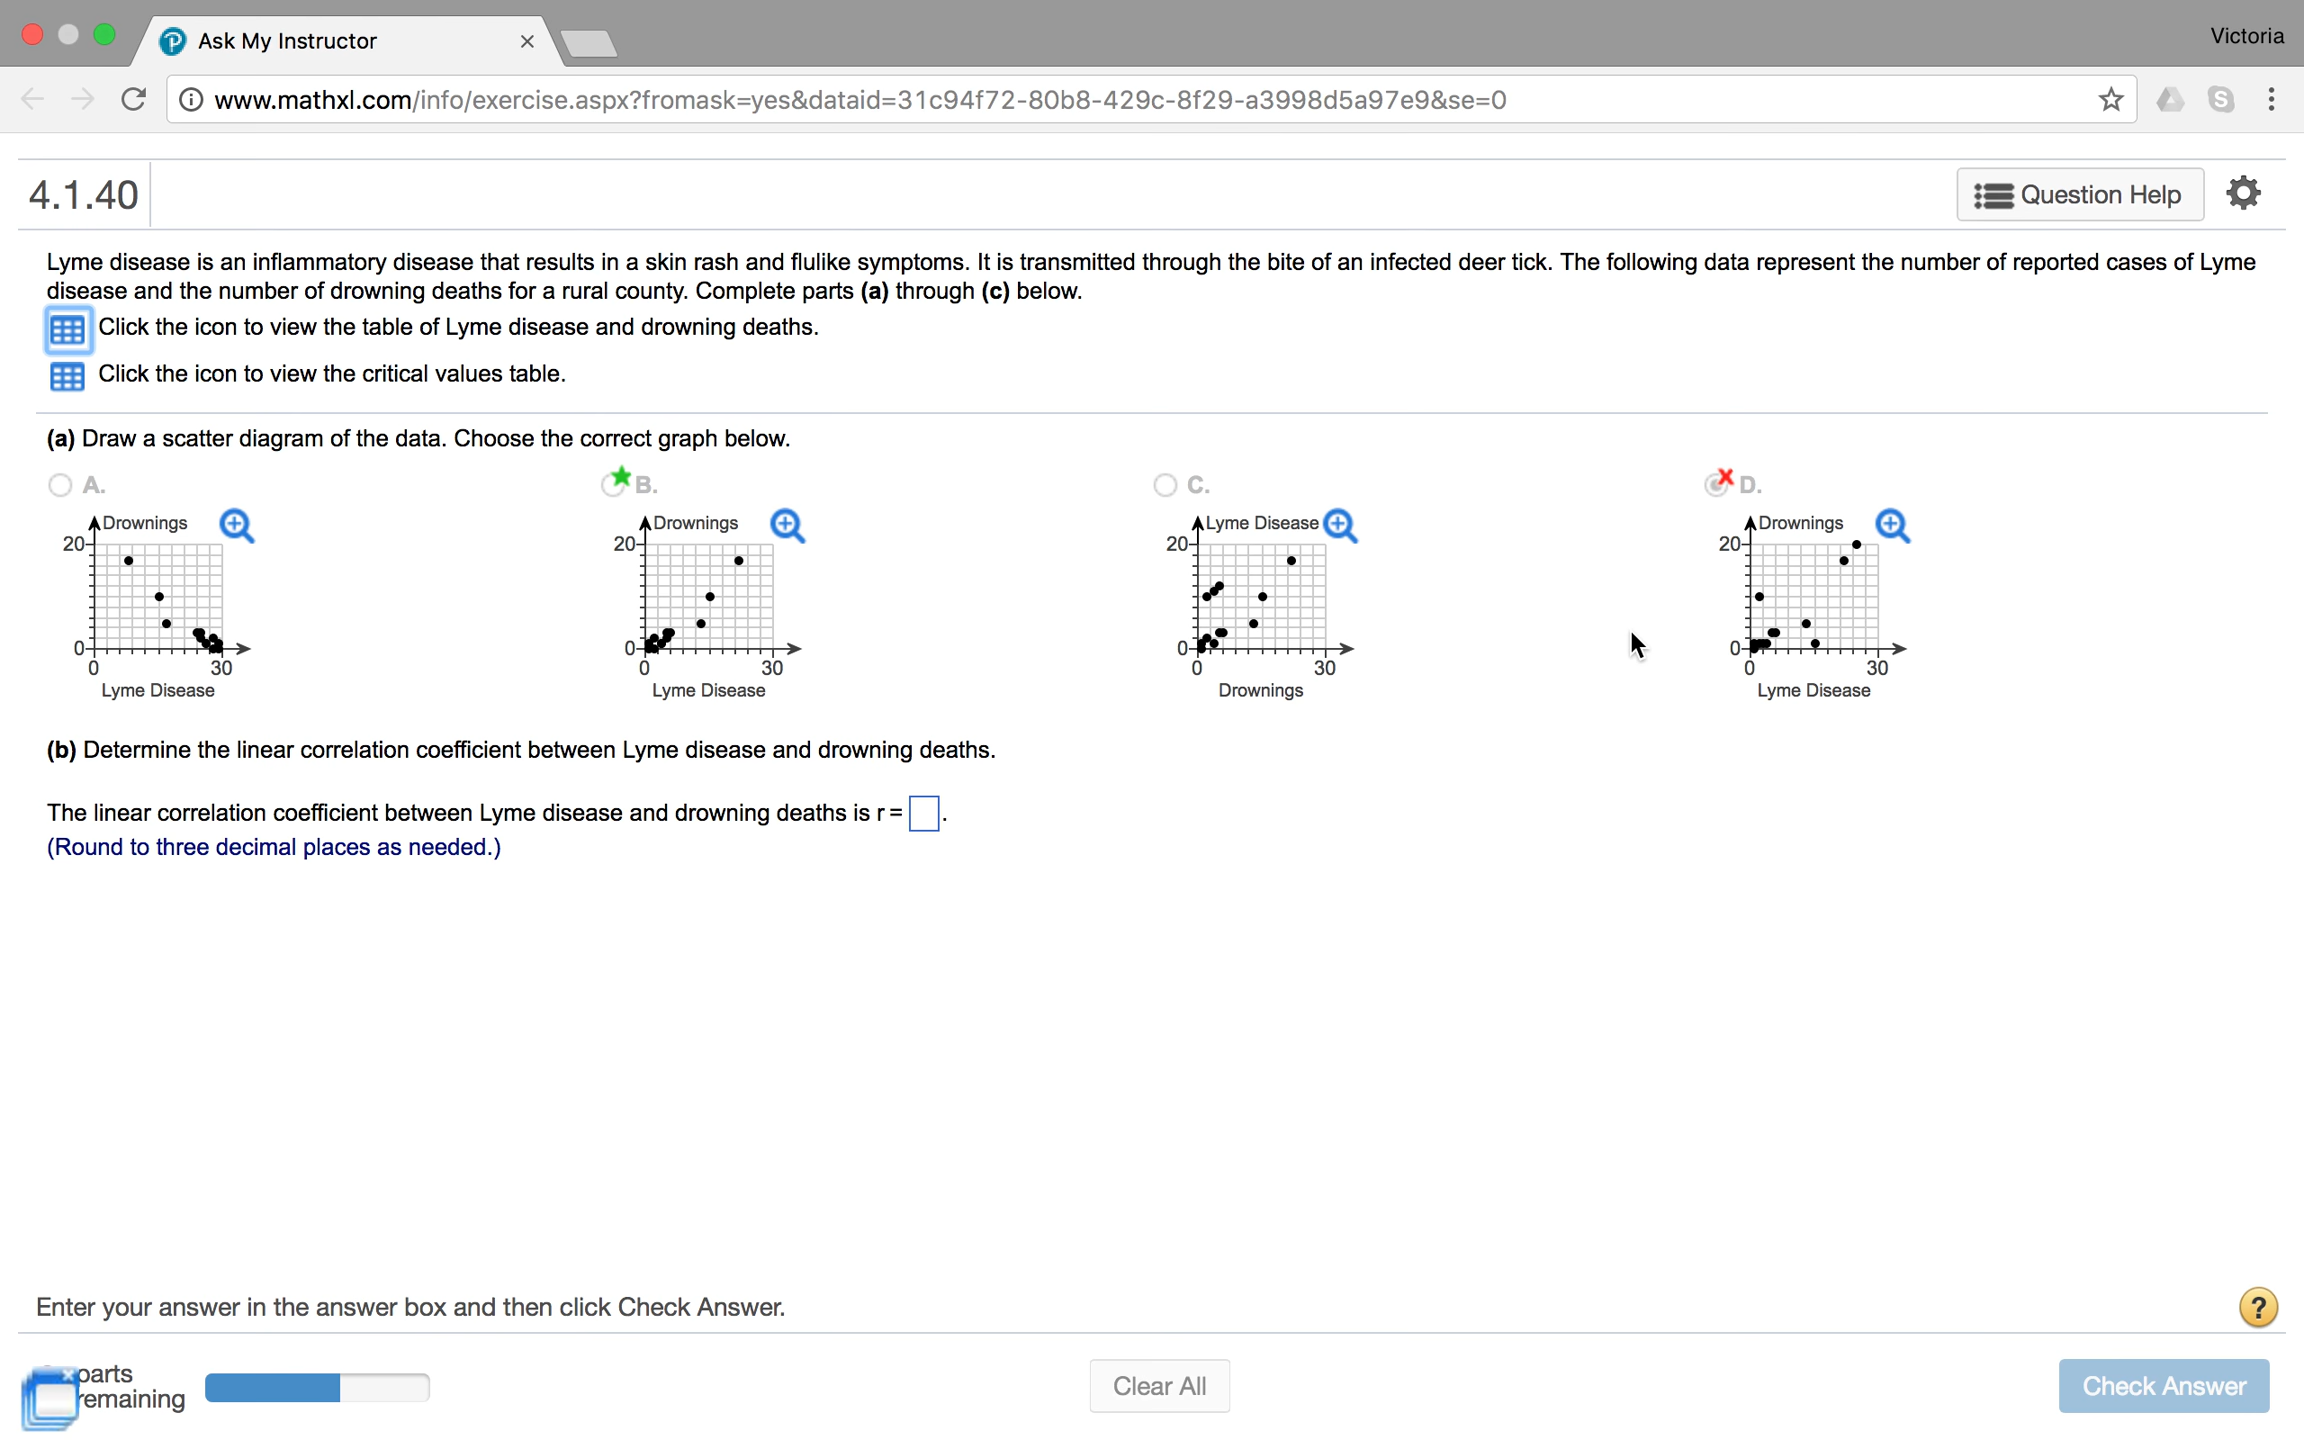 Ask My Instructor
Victoria
www.mathxl.com/info/exercise.aspx?fromask=yes&dataid=31c94f72-80b8-429c-8f29-a3998d5a97e9&se=0
4.1.40
Question Help
Lyme disease is an inflammatory disease that results in a skin rash and flulike symptoms. It is transmitted through the bite of an infected deer tick. The following data represent the number of reported cases of Lyme
disease and the number of drowning deaths for a rural county. Complete parts (a) through (c) below.
Click the icon to view the table of Lyme disease and drowning deaths.
Click the icon to view the critical values table.
(a) Draw a scatter diagram of the data. Choose the correct graph below.
A.
Drownings
20
0
0 30
Lyme Disease
B.
Drownings
20
0
0 30
Lyme Disease
C.
Lyme Disease
20
0
0 30
Drownings
D.
Drownings
20
0
0 30
Lyme Disease
(b) Determine the linear correlation coefficient between Lyme disease and drowning deaths.
The linear correlation coefficient between Lyme disease and drowning deaths is r = .
(Round to three decimal places as needed.)
Enter your answer in the answer box and then click Check Answer.
?
parts
remaining
Clear All
Check Answer